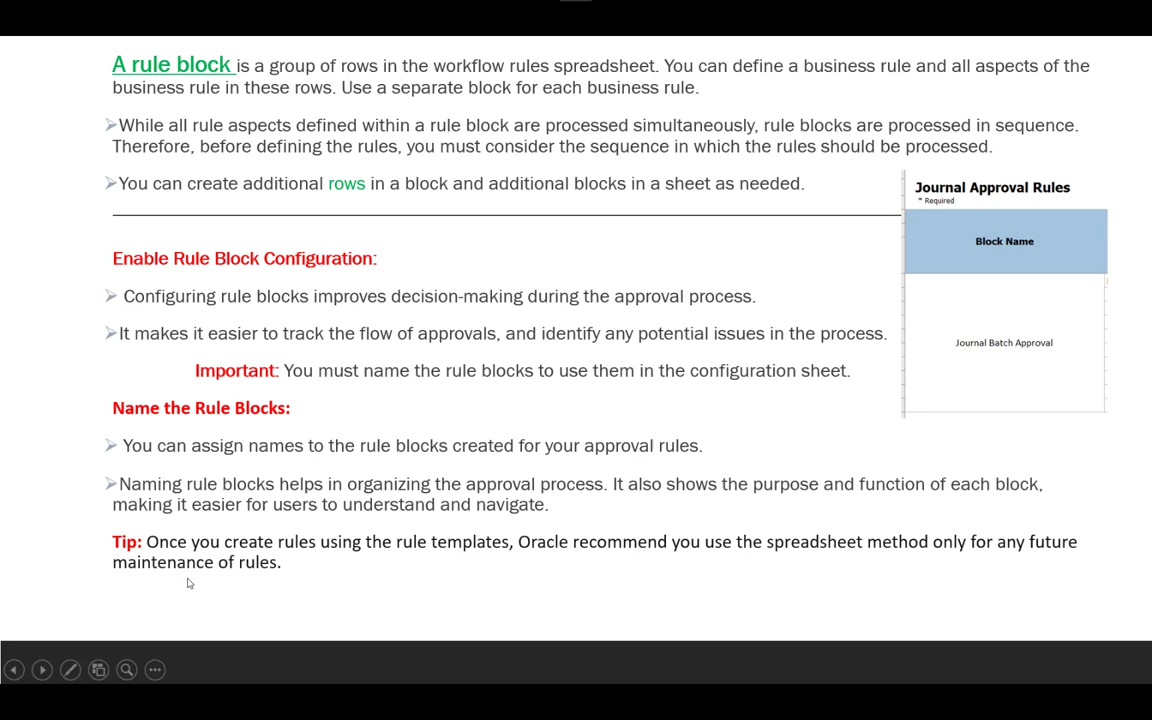 A rule block is a group of rows in the workflow rules spreadsheet. You can define a business rule and all aspects of the
business rule in these rows. Use a separate block for each business rule.
While all rule aspects defined within a rule block are processed simultaneously, rule blocks are processed in sequence.
Therefore, before defining the rules, you must consider the sequence in which the rules should be processed.
You can create additional rows in a block and additional blocks in a sheet as needed.
Journal Approval Rules
* Required
Block Name
Journal Batch Approval
Enable Rule Block Configuration:
Configuring rule blocks improves decision-making during the approval process.
It makes it easier to track the flow of approvals, and identify any potential issues in the process.
Important: You must name the rule blocks to use them in the configuration sheet.
Name the Rule Blocks:
You can assign names to the rule blocks created for your approval rules.
Naming rule blocks helps in organizing the approval process. It also shows the purpose and function of each block,
making it easier for users to understand and navigate.
Tip: Once you create rules using the rule templates, Oracle recommend you use the spreadsheet method only for any future
maintenance of rules.